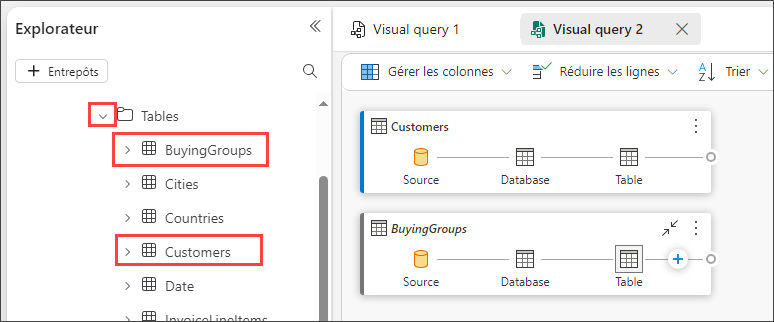 Explorateur
+ Entrepôts
Tables
BuyingGroups
Cities
Countries
Customers
Date
InvoiceLineItems
Visual query 1
Visual query 2
Gérer les colonnes
Réduire les lignes
Trier
Customers
Source Database Table
BuyingGroups
Source Database Table